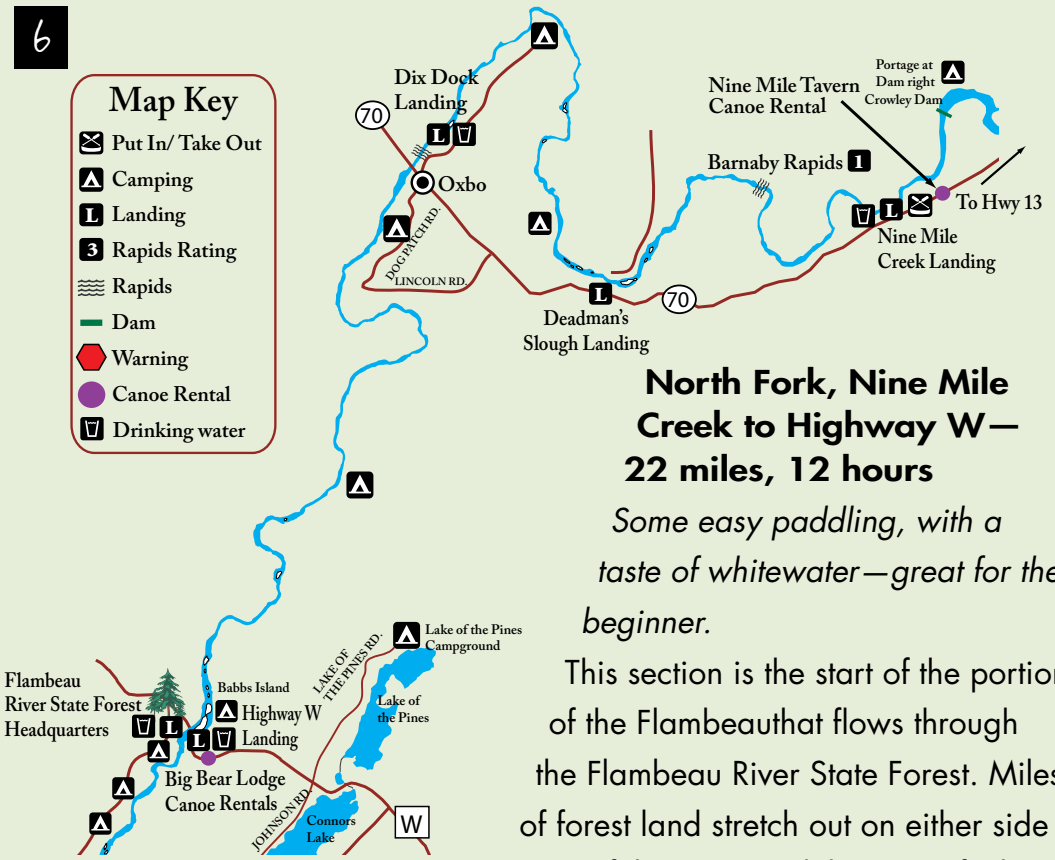 6
Map Key
Put In/ Take Out
Camping
L Landing
3 Rapids Rating
Rapids
Dam
Warning
Canoe Rental
Drinking water
Dix Dock
Landing
L
70
Oxbo
DOG PATCH RD.
LINCOLN RD.
L
Deadman's
Slough Landing
70
Portage at
Dam right
Crowley Dam
Nine Mile Tavern
Canoe Rental
Barnaby Rapids 1
L
To Hwy 13
Nine Mile
Creek Landing
North Fork, Nine Mile
Creek to Highway W—
22 miles, 12 hours
Some easy paddling, with a
taste of whitewater—great for the
beginner.
This section is the start of the portion
of the Flambeauthat flows through
the Flambeau River State Forest. Miles
of forest land stretch out on either side
Flambeau
River State Forest
Headquarters
L
L
Babbs Island
Highway W
Landing
Big Bear Lodge
Canoe Rentals
LAKE OF
THE PINES RD.
Lake of the Pines
Campground
Lake of
the Pines
JOHNSON RD.
Connors
Lake
W